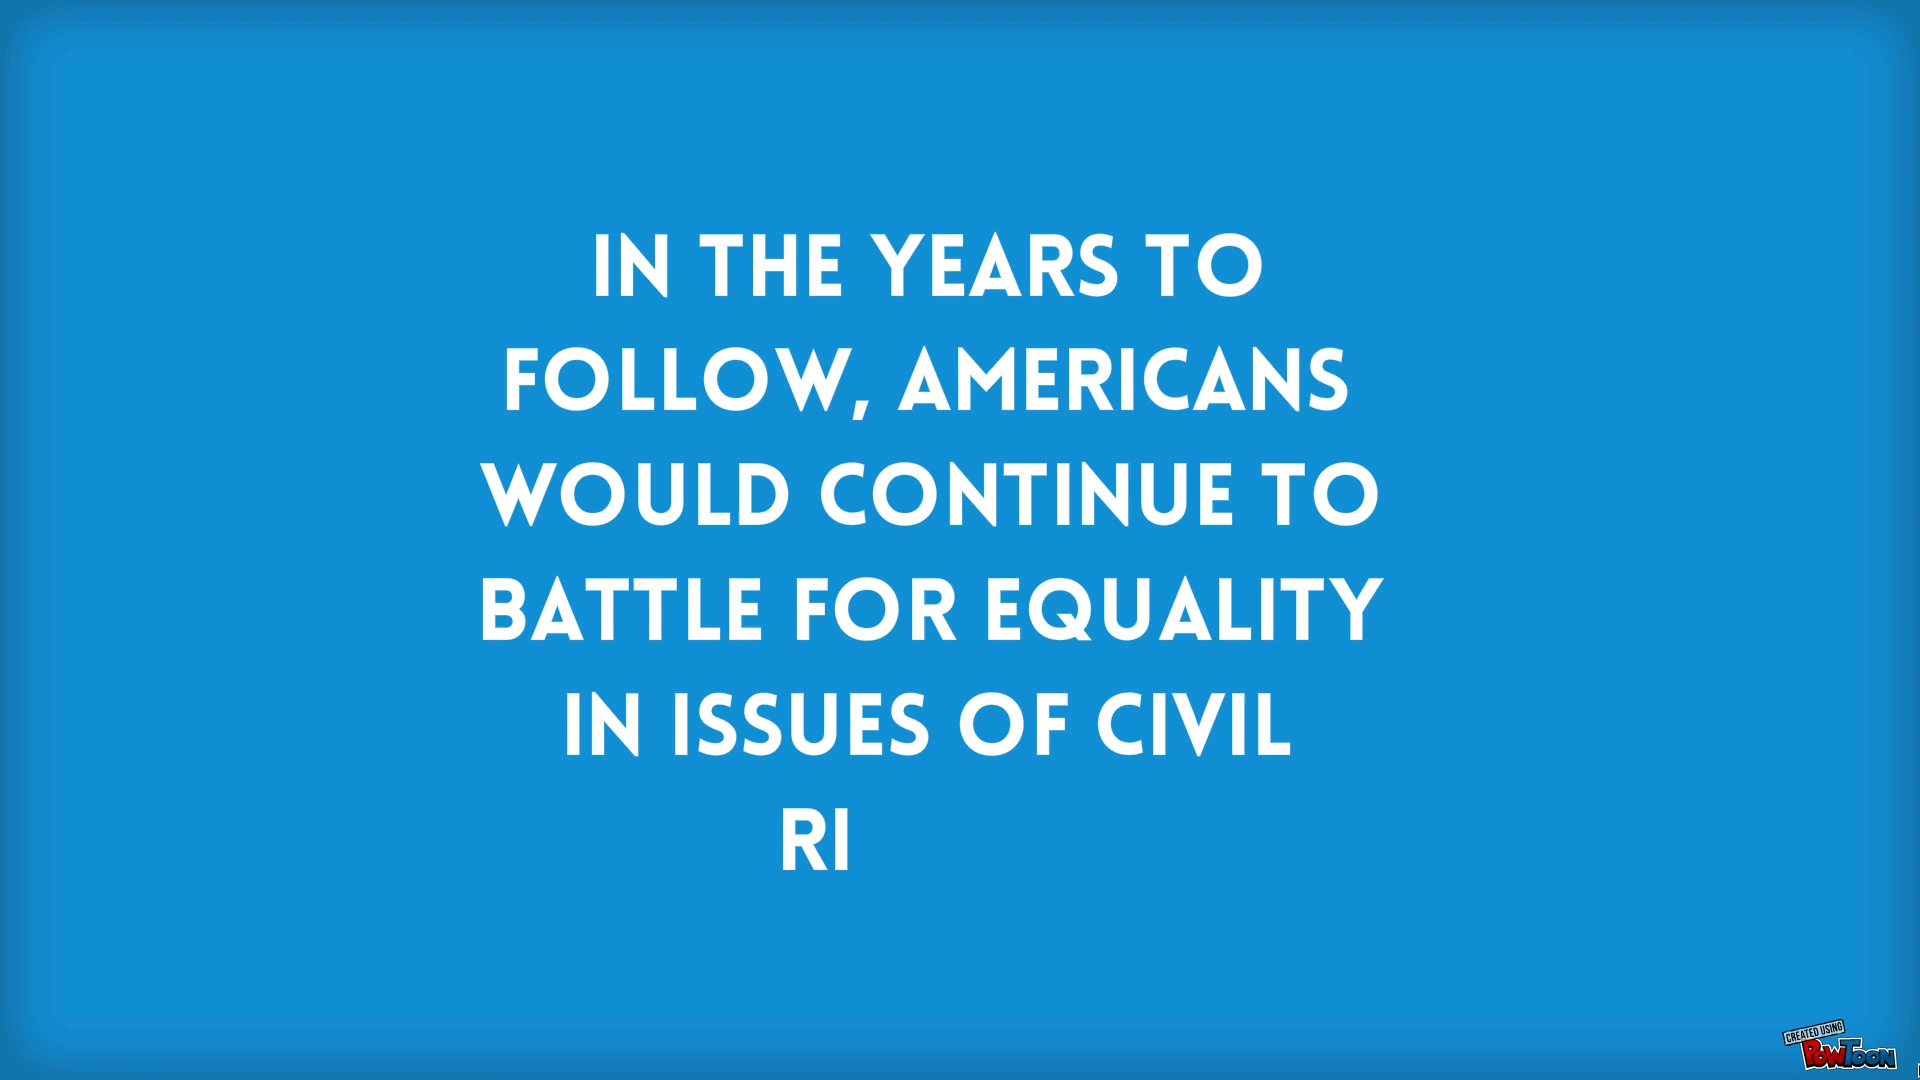 IN THE YEARS TO
FOLLOW, AMERICANS
WOULD CONTINUE TO
BATTLE FOR EQUALITY
IN ISSUES OF CIVIL
RI
CREATED USING
POWTOON